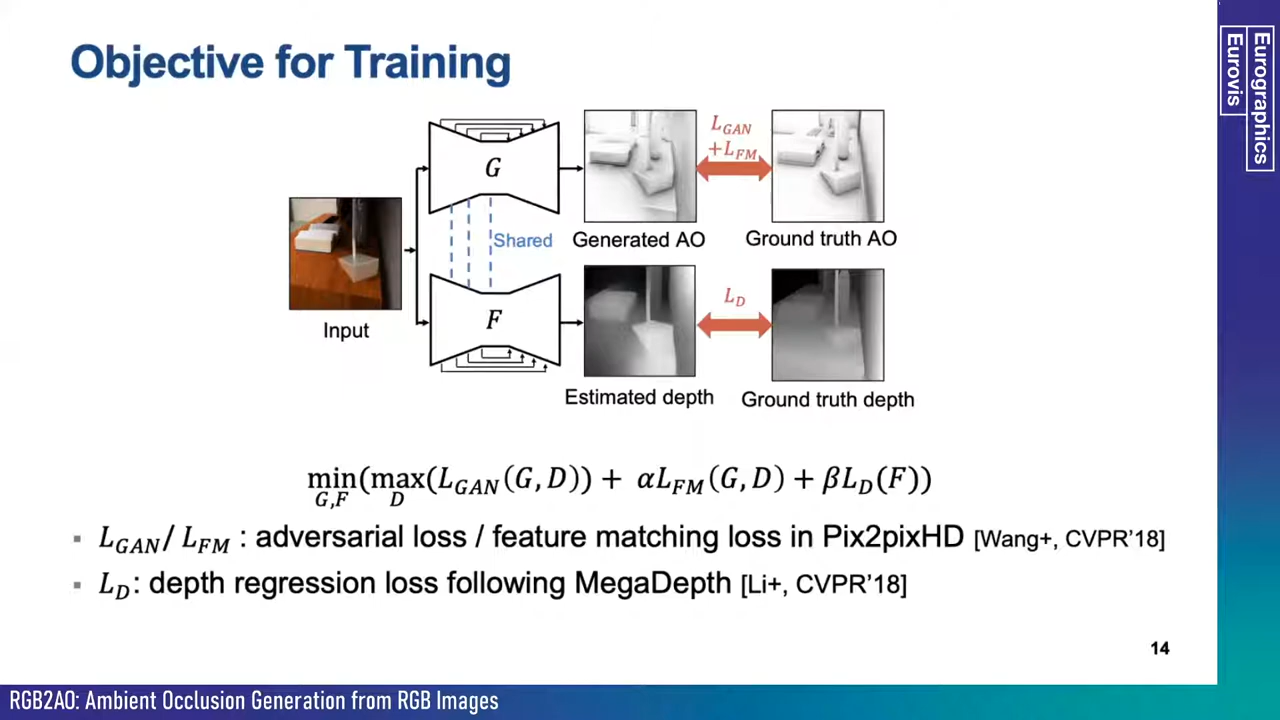 Objective for Training
Eurographics
Eurovis
G
L_GAN
+L_FM
Shared
Generated AO
Ground truth AO
Input
F
L_D
Estimated depth
Ground truth depth
min_{G,F}(max_D(L_GAN(G, D)) + αL_FM(G, D) + βL_D(F))
▪ L_GAN/ L_FM : adversarial loss / feature matching loss in Pix2pixHD [Wang+, CVPR'18]
▪ L_D: depth regression loss following MegaDepth [Li+, CVPR'18]
14
RGB2AO: Ambient Occlusion Generation from RGB Images